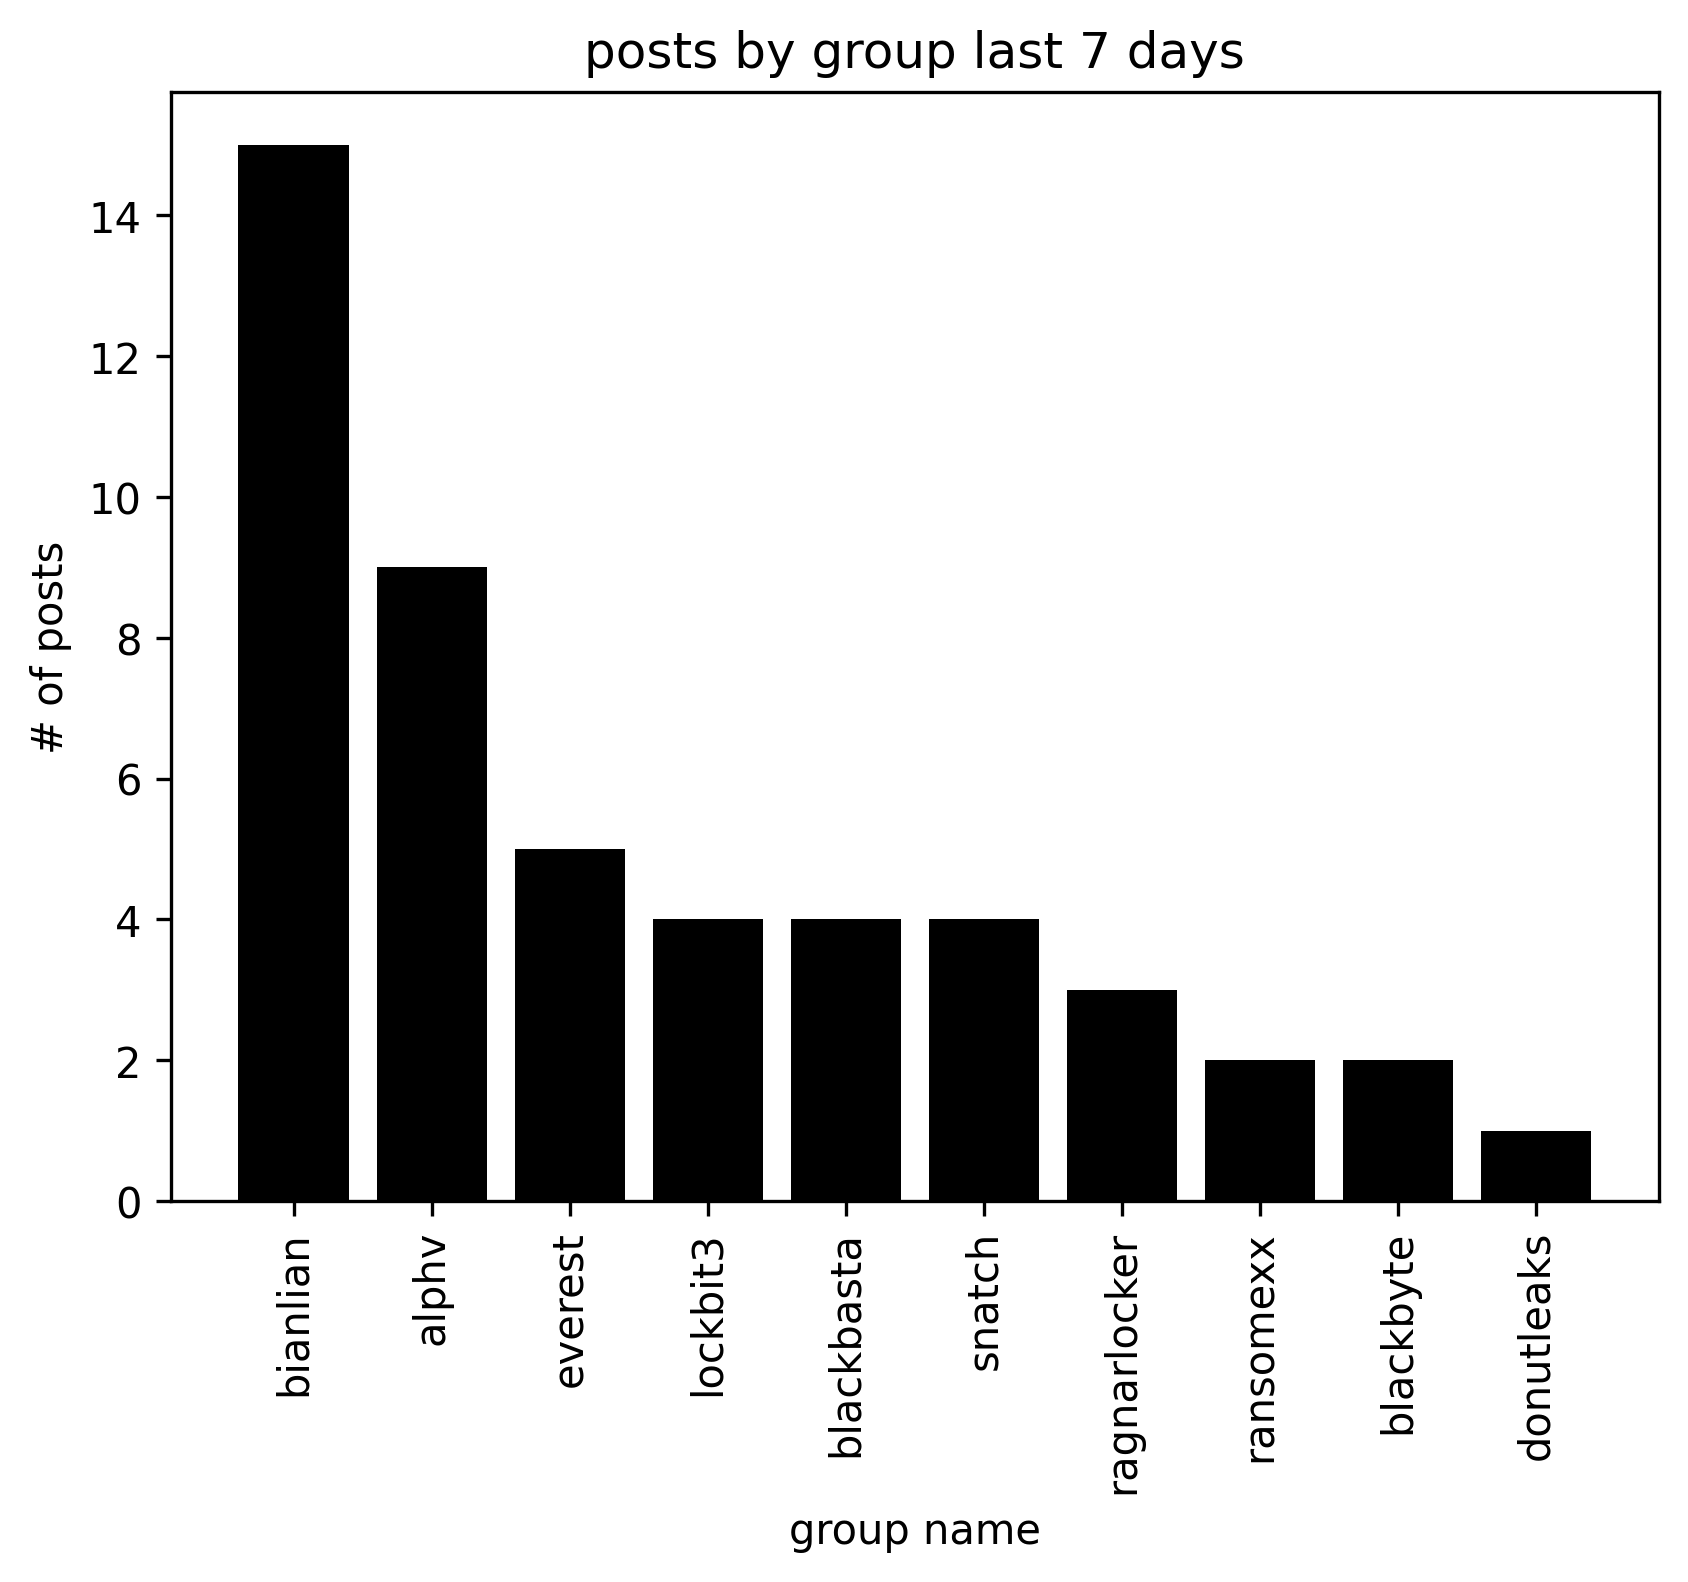 posts by group last 7 days
# of posts
14
12
10
8
6
4
2
0
bianlian
alphv
everest
lockbit3
blackbasta
snatch
ragnarlocker
ransomexx
blackbyte
donutleaks
group name